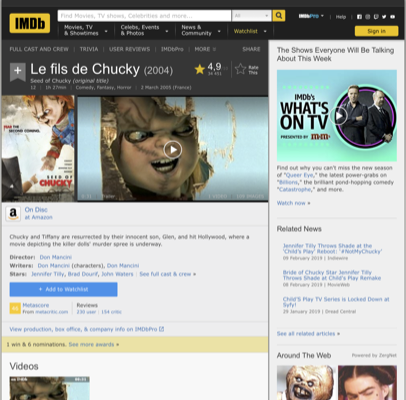 IMDb
Find Movies, TV shows, Celebrities and more...
All
IMDbPro
Help
Movies, TV & Showtimes
Celebs, Events & Photos
News & Community
Watchlist
Sign in
FULL CAST AND CREW | TRIVIA | USER REVIEWS | IMDbPro | MORE
SHARE
Le fils de Chucky (2004)
4,9
Rate This
Seed of Chucky (original title)
12 | 1h 27min | Comedy, Fantasy, Horror | 2 March 2005 (France)
SEED OF
CHUCKY
On Disc
at Amazon
Chucky and Tiffany are resurrected by their innocent son, Glen, and hit Hollywood, where a
movie depicting the killer dolls' murder spree is underway.
Director: Don Mancini
Writers: Don Mancini (characters), Don Mancini
Stars: Jennifer Tilly, Brad Dourif, John Waters | See full cast & crew »
+ Add to Watchlist
Metascore
From metacritic.com
Reviews
View production, box office, & company info on IMDbPro
1 win & 6 nominations. See more awards »
Videos
The Shows Everyone Will Be Talking
About This Week
IMDb's
WHAT'S
ON TV
PRESENTED BY
Find out why you can't miss the new season
of "Queer Eye," the latest power-grabs on
"Billions," the brilliant pond-hopping comedy
"Catastrophe," and more.
Watch now »
Related News
Jennifer Tilly Throws Shade at the
'Child's Play' Reboot: '#NotMyChucky'
09 February 2019 | Indiewire
Bride of Chucky Star Jennifer Tilly
Throws Shade at Child's Play Remake
08 February 2019 | MovieWeb
Child'S Play TV Series is Locked Down at
Syfy!
29 January 2019 | Dread Central
See all related articles »
Around The Web
Powered by ZergNet